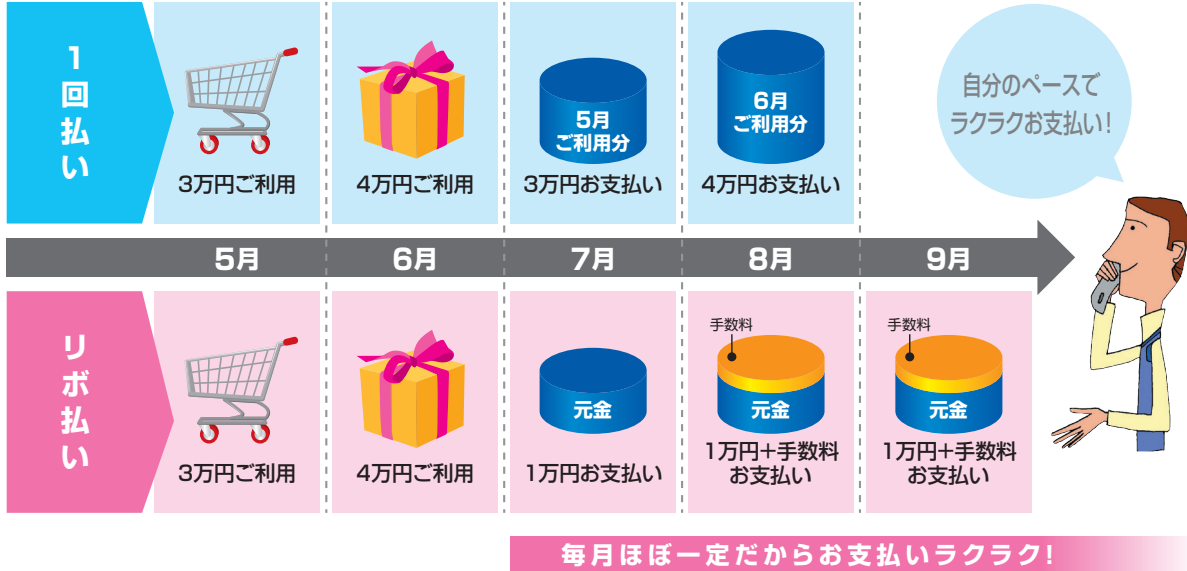 1回払い
3万円ご利用
4万円ご利用
5月
ご利用分
3万円お支払い
6月
ご利用分
4万円お支払い
自分のペースで
ラクラクお支払い!
5月
6月
7月
8月
9月
リボ払い
3万円ご利用
4万円ご利用
元金
1万円お支払い
手数料
元金
1万円+手数料
お支払い
手数料
元金
1万円+手数料
お支払い
毎月ほぼ一定だからお支払いラクラク!